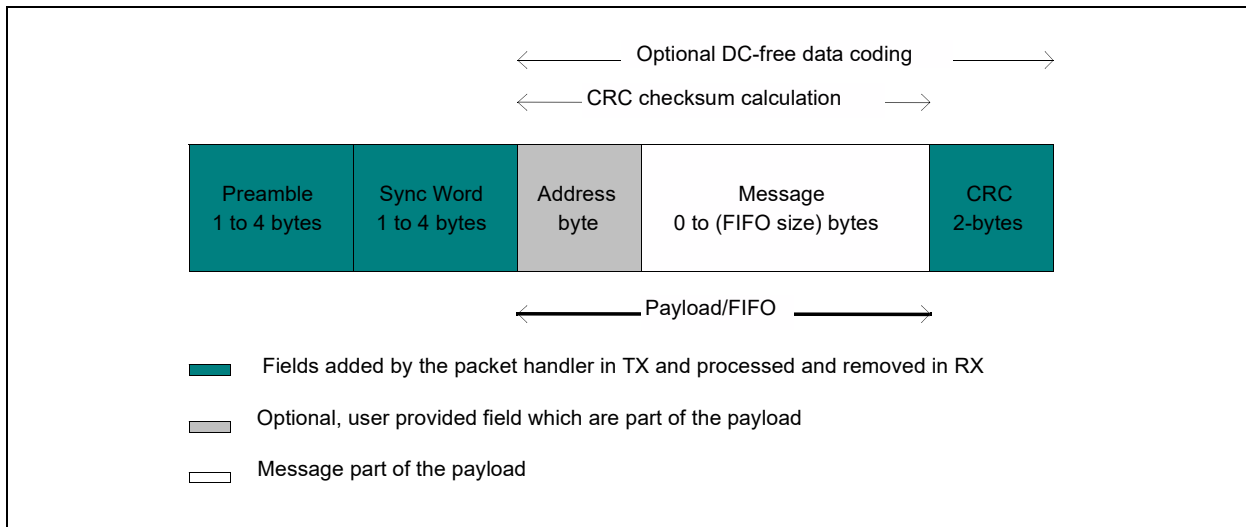 Optional DC-free data coding
CRC checksum calculation
Preamble
1 to 4 bytes
Sync Word
1 to 4 bytes
Address
byte
Message
0 to (FIFO size) bytes
CRC
2-bytes
Payload/FIFO
Fields added by the packet handler in TX and processed and removed in RX
Optional, user provided field which are part of the payload
Message part of the payload